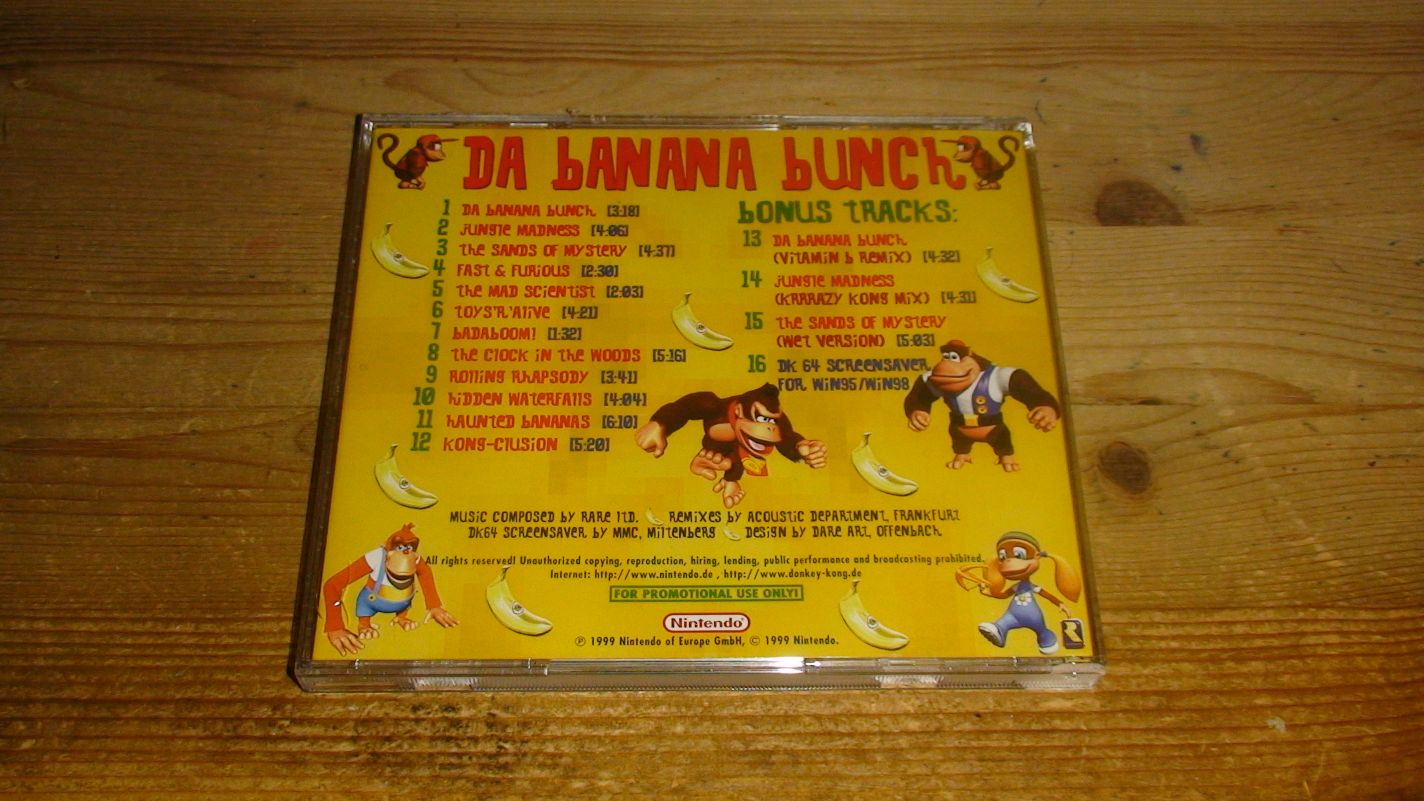 DA BANANA BUNCH
1 DA BANANA BUNCH [3:18]
2 JUNGLE MADNESS [4:06]
3 THE SANDS OF MYSTERY [4:37]
4 FAST & FURIOUS [2:30]
5 THE MAD SCIENTIST [2:03]
6 TOYS'R'ALIVE [4:21]
7 BADABOOM! [1:32]
8 THE CLOCK IN THE WOODS [5:16]
9 ROLLING RHAPSODY [3:41]
10 HIDDEN WATERFALLS [4:04]
11 HAUNTED BANANAS [6:10]
12 KONG-CLUSION [5:20]
BONUS TRACKS:
13 DA BANANA BUNCH
(VITAMIN B REMIX) [4:32]
14 JUNGLE MADNESS
(KRRRAZY KONG MIX) [4:31]
15 THE SANDS OF MYSTERY
(WET VERSION) [5:03]
16 DK 64 SCREENSAVER
FOR WIN95/WIN98
MUSIC COMPOSED BY RARE LTD. REMIXES BY ACOUSTIC DEPARTMENT, FRANKFURT
DK64 SCREENSAVER BY MMC, MILTENBERG DESIGN BY DARE ART, OFFENBACH
All rights reserved! Unauthorized copying, reproduction, hiring, lending, public performance and broadcasting prohibited.
Internet: http://www.nintendo.de , http://www.donkey-kong.de
FOR PROMOTIONAL USE ONLY!
Nintendo
℗ 1999 Nintendo of Europe GmbH, © 1999 Nintendo.